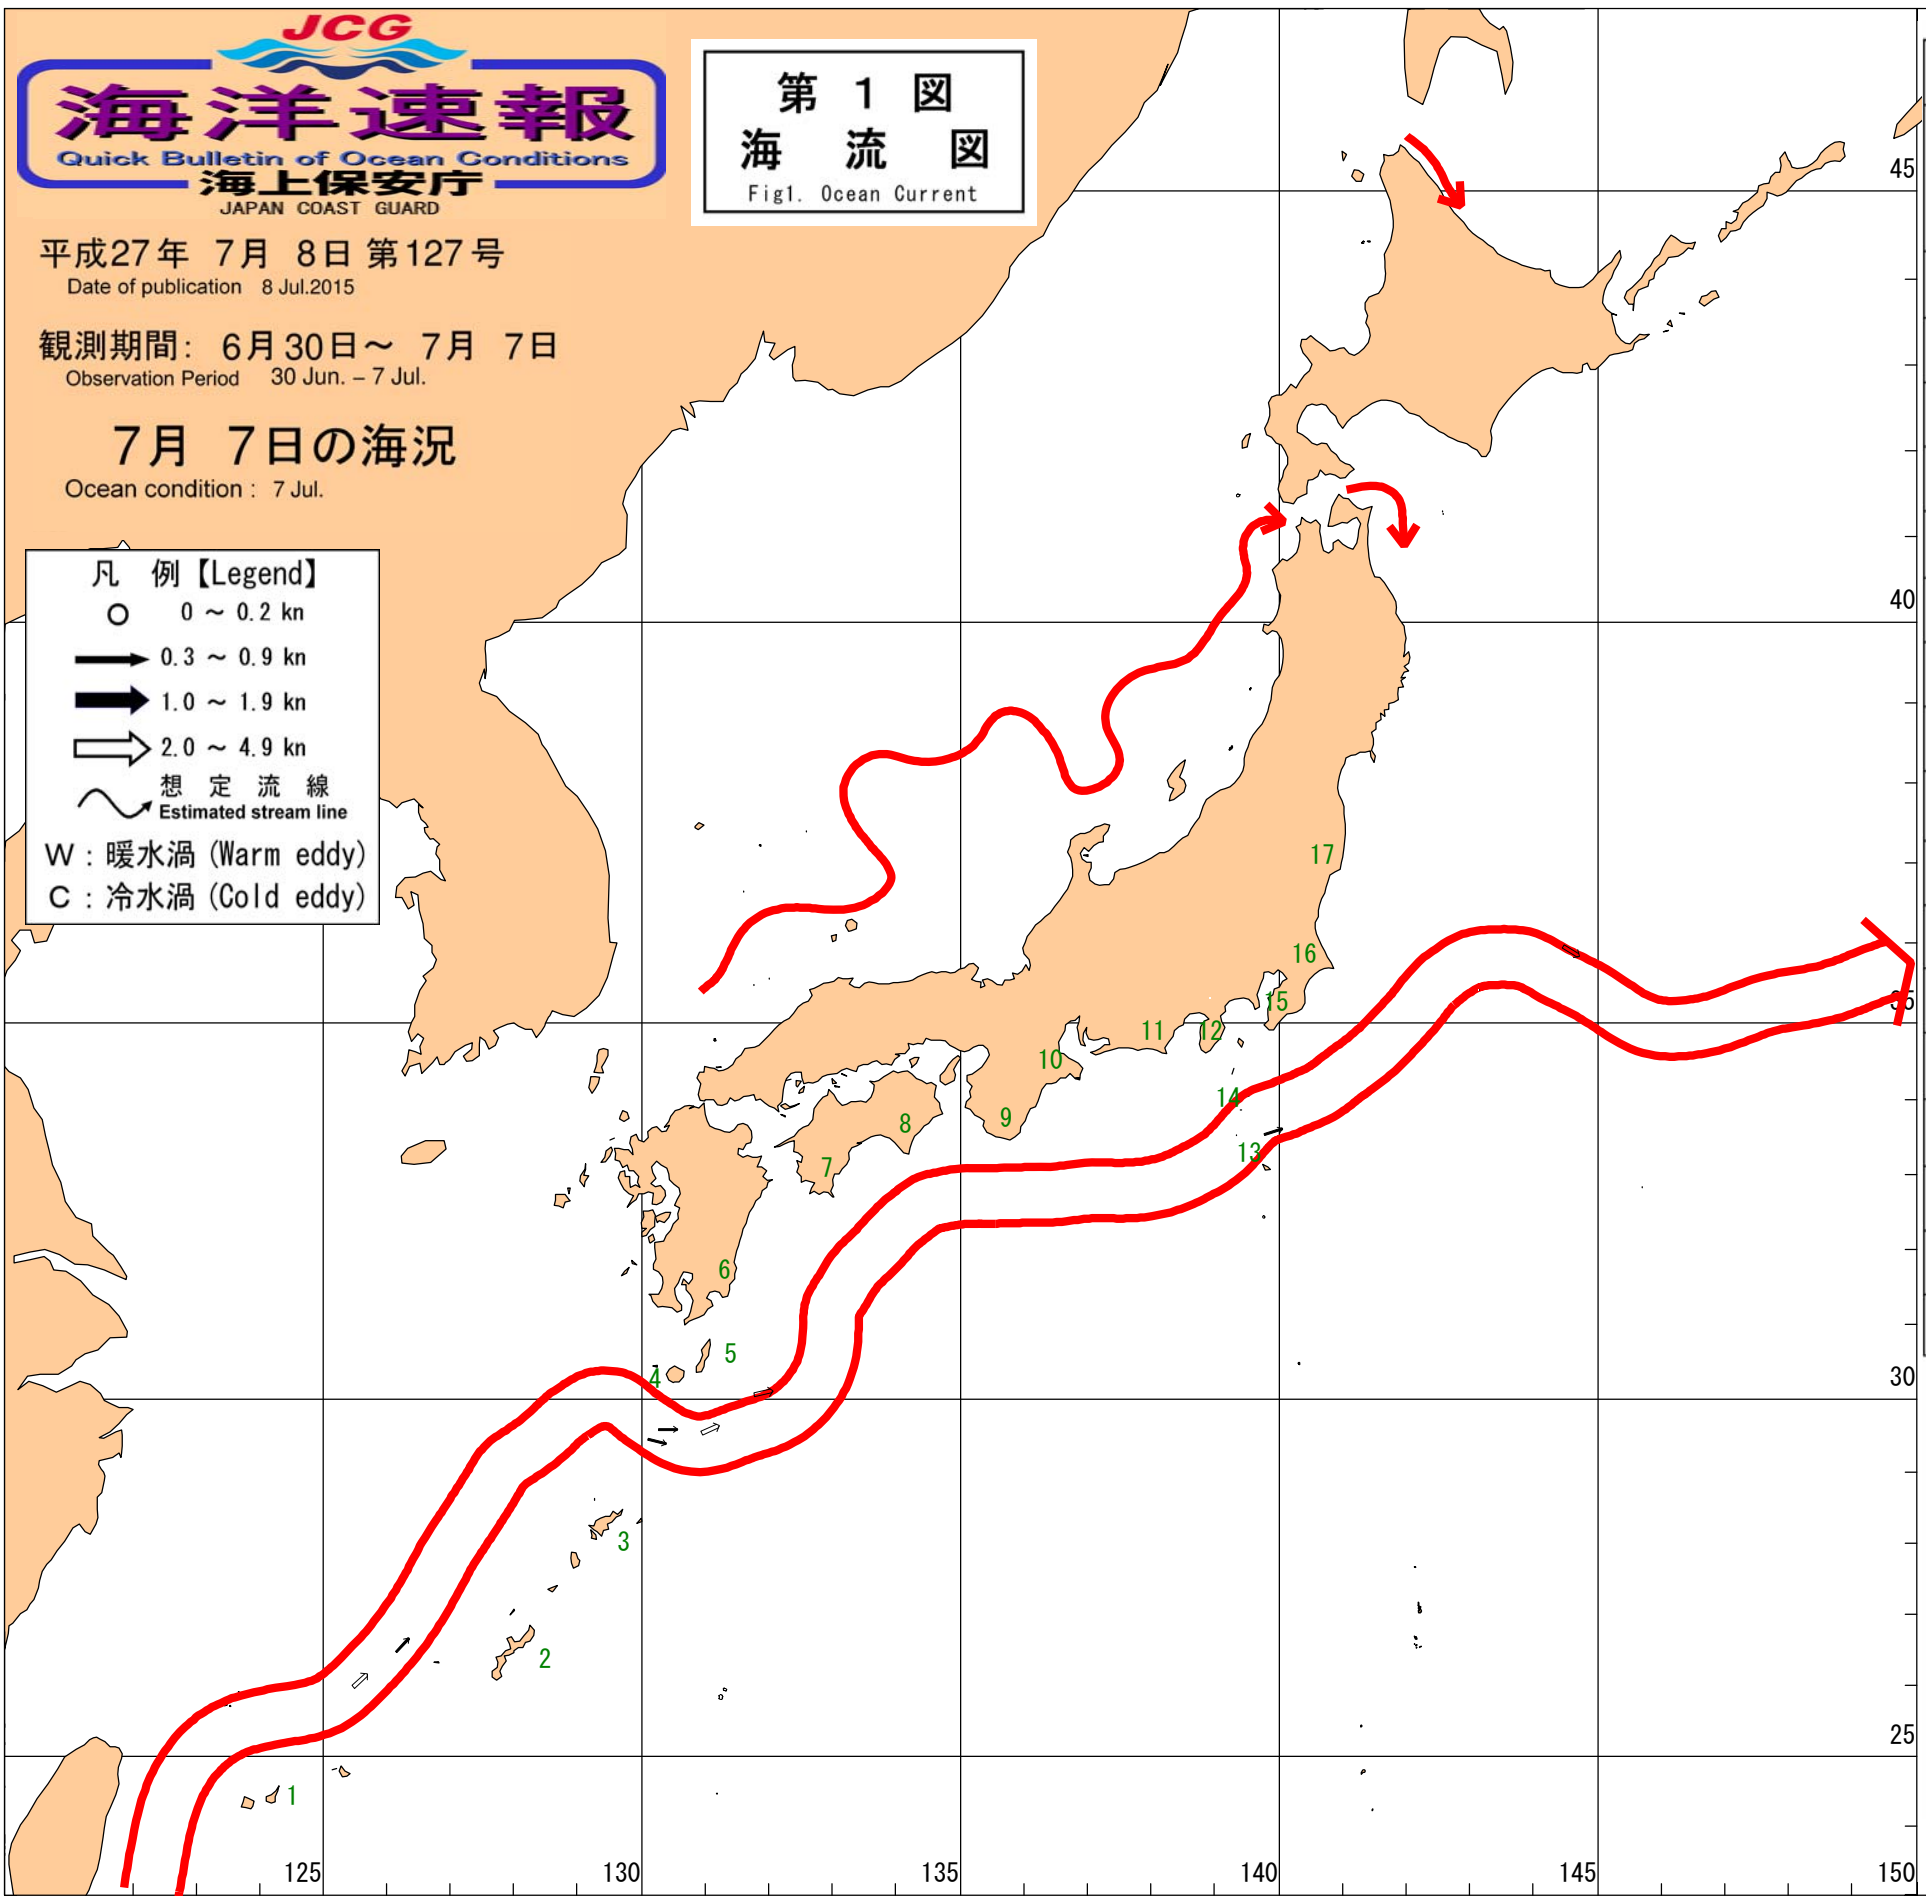 JCG
海洋速報
Quick Bulletin of Ocean Conditions
海上保安庁
JAPAN COAST GUARD
第 1 図
海 流 図
Fig1. Ocean Current
平成27年 7月 8日 第127号
Date of publication 8 Jul.2015
観測期間: 6月30日～ 7月 7日
Observation Period 30 Jun. – 7 Jul.
7月 7日の海況
Ocean condition : 7 Jul.
凡 例【Legend】
0 ～ 0.2 kn
0.3 ～ 0.9 kn
1.0 ～ 1.9 kn
2.0 ～ 4.9 kn
想 定 流 線
Estimated stream line
W : 暖水渦 (Warm eddy)
C : 冷水渦 (Cold eddy)
45
40
35
30
25
17
16
15
11
12
10
14
9
8
13
7
6
5
4
3
2
1
125
130
135
140
145
150